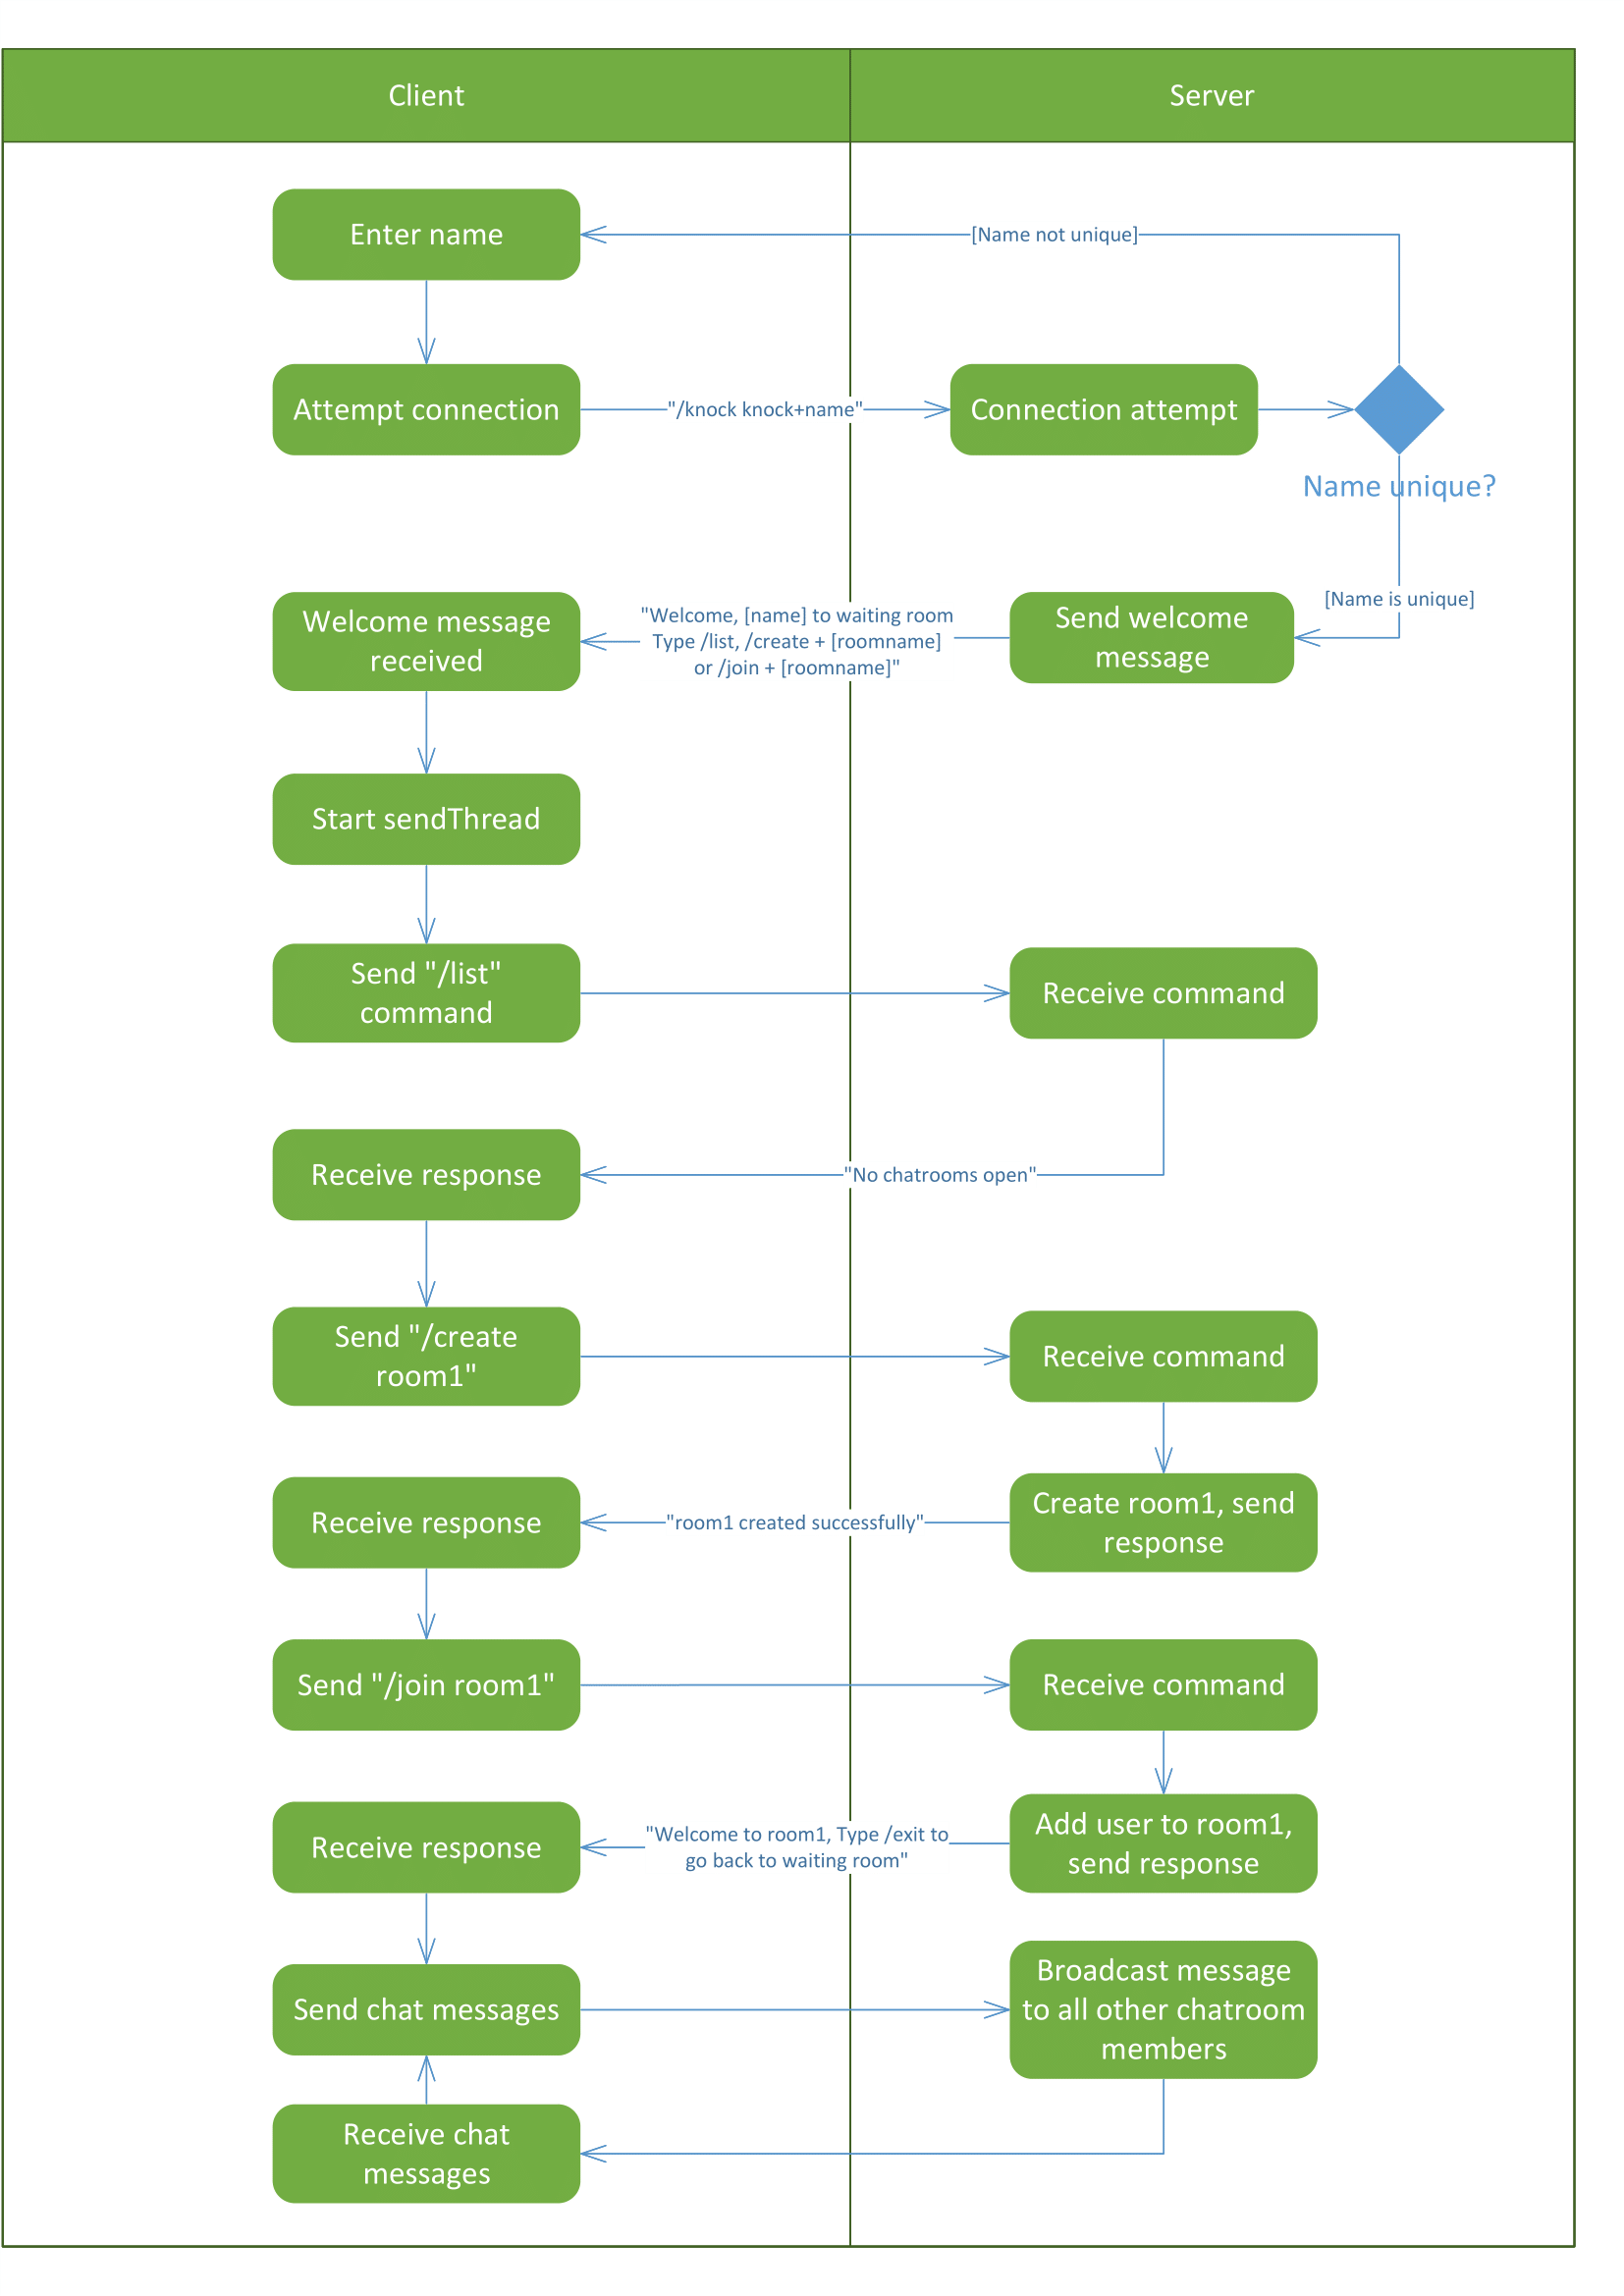 Client
Server
Enter name
[Name not unique]
Attempt connection
"/knock knock+name"
Connection attempt
Name unique?
[Name is unique]
Welcome message
received
"Welcome, [name] to waiting room
Type /list, /create + [roomname]
or /join + [roomname]"
Send welcome
message
Start sendThread
Send "/list"
command
Receive command
Receive response
"No chatrooms open"
Send "/create
room1"
Receive command
Receive response
"room1 created successfully"
Create room1, send
response
Send "/join room1"
Receive command
Receive response
"Welcome to room1, Type /exit to
go back to waiting room"
Add user to room1,
send response
Send chat messages
Broadcast message
to all other chatroom
members
Receive chat
messages